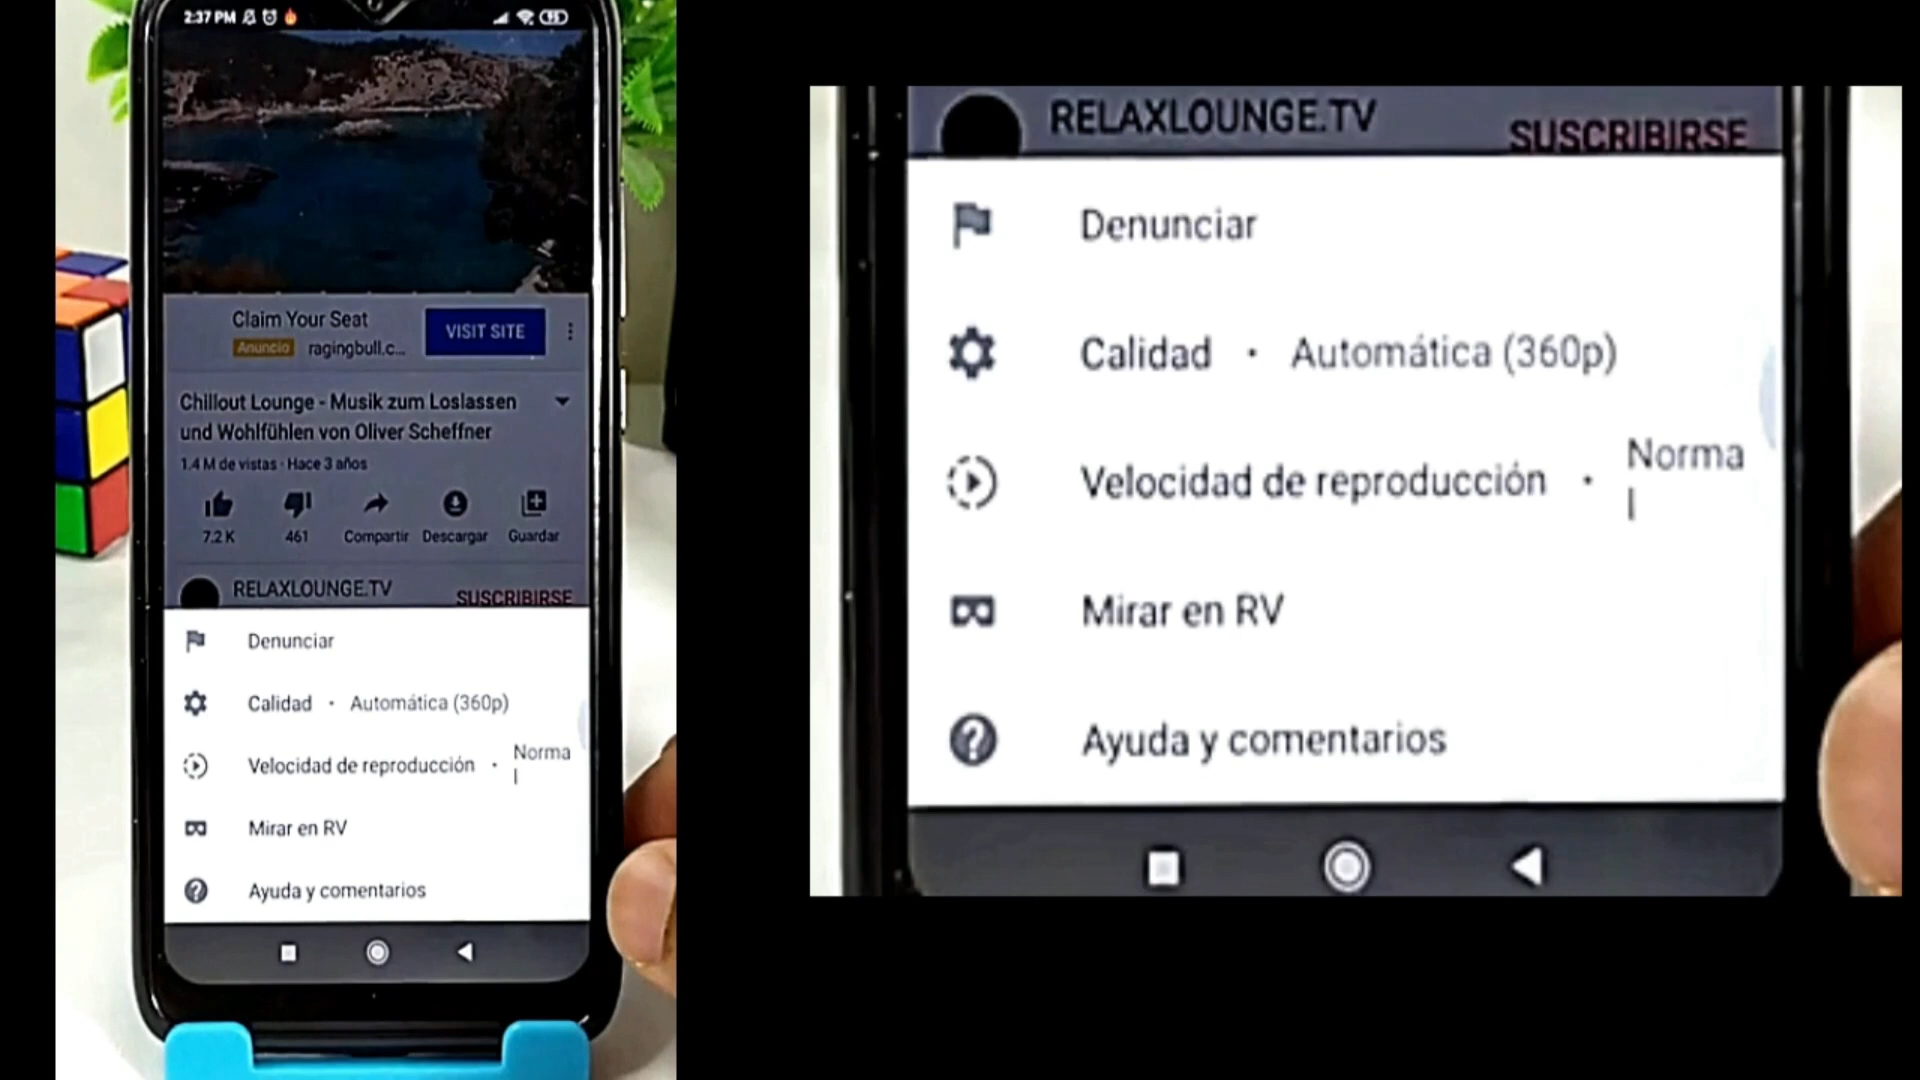 2:37 PM
Claim Your Seat
Anuncio ragingbull.c...
VISIT SITE
Chillout Lounge - Musik zum Loslassen
und Wohlfühlen von Oliver Scheffner
1.4 M de vistas · Hace 3 años
7.2 K 461 Compartir Descargar Guardar
RELAXLOUNGE.TV SUSCRIBIRSE
Denunciar
Calidad · Automática (360p)
Velocidad de reproducción · Norma
l
Mirar en RV
Ayuda y comentarios
RELAXLOUNGE.TV SUSCRIBIRSE
Denunciar
Calidad · Automática (360p)
Velocidad de reproducción · Norma
l
Mirar en RV
Ayuda y comentarios